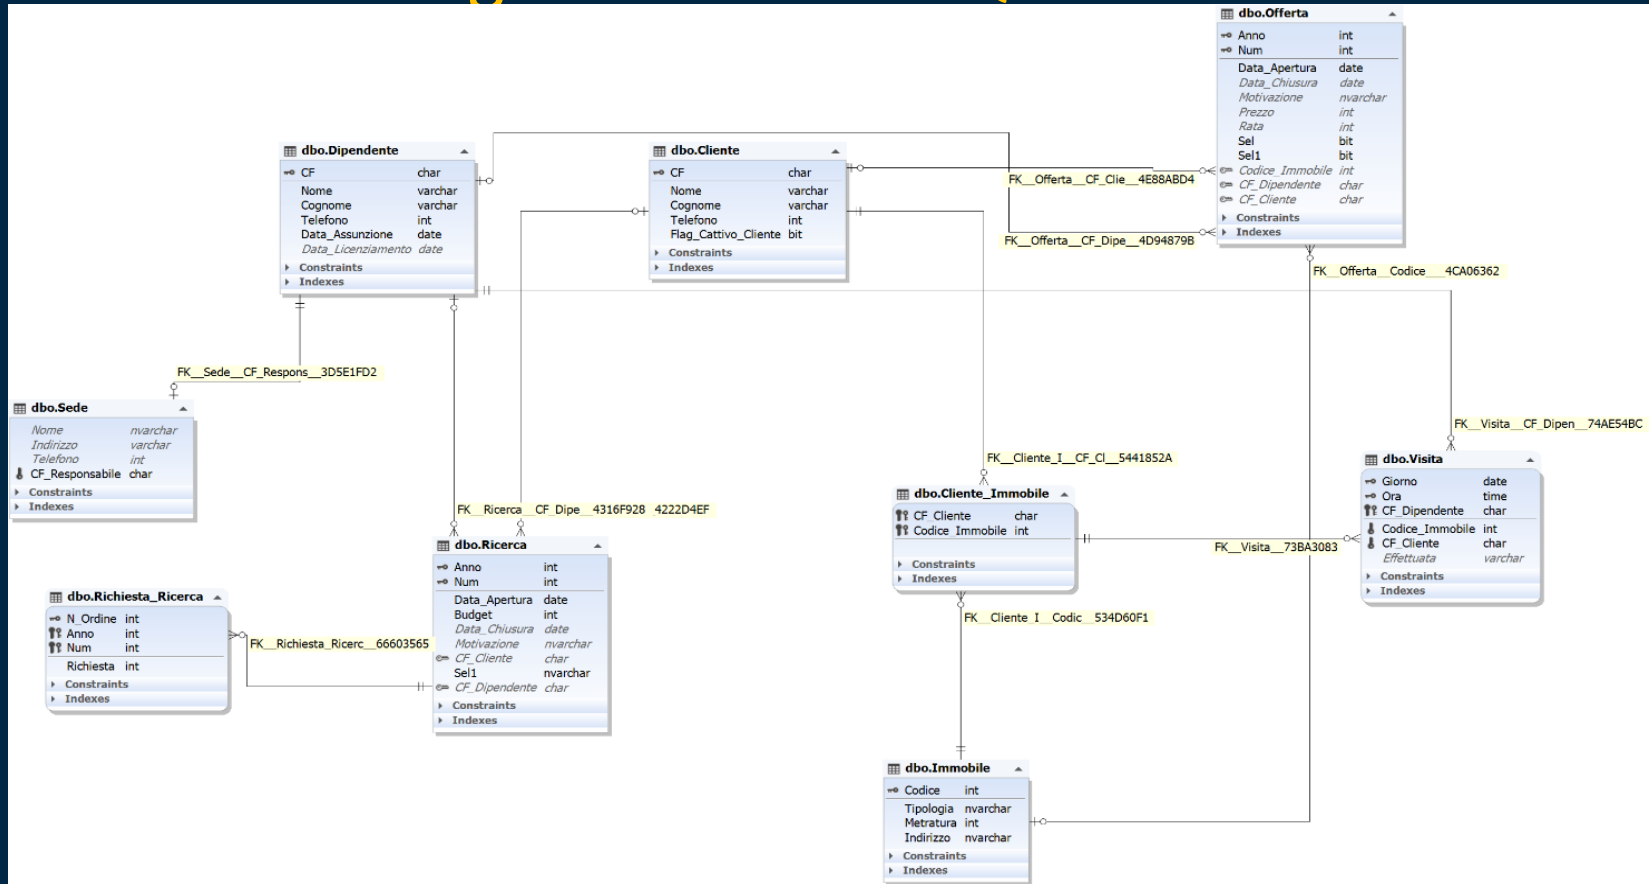 dbo.Offerta
Anno int
Num int
Data_Apertura date
Data_Chiusura date
Motivazione nvarchar
Prezzo int
Rata int
Sel bit
Sel1 bit
Codice_Immobile int
CF_Dipendente char
CF_Cliente char
Constraints
Indexes
dbo.Dipendente
CF char
Nome varchar
Cognome varchar
Telefono int
Data_Assunzione date
Data_Licenziamento date
Constraints
Indexes
dbo.Cliente
CF char
Nome varchar
Cognome varchar
Telefono int
Flag_Cattivo_Cliente bit
Constraints
Indexes
FK__Offerta__CF_Clie__4E88ABD4
FK__Offerta__CF_Dipe__4D94879B
FK__Offerta__Codice____4CA06362
FK__Sede__CF_Respons__3D5E1FD2
dbo.Sede
Nome nvarchar
Indirizzo varchar
Telefono int
CF_Responsabile char
Constraints
Indexes
FK__Visita__CF_Dipen__74AE54BC
FK__Cliente_I__CF_Cl__5441852A
dbo.Visita
Giorno date
Ora time
CF_Dipendente char
Codice_Immobile int
CF_Cliente char
Effettuata varchar
Constraints
Indexes
dbo.Cliente_Immobile
CF_Cliente char
Codice_Immobile int
Constraints
Indexes
FK__Visita__73BA3083
FK__Ricerca__CF_Dipe__4316F928 4222D4EF
dbo.Ricerca
Anno int
Num int
Data_Apertura date
Budget int
Data_Chiusura date
Motivazione nvarchar
CF_Cliente char
Sel1 nvarchar
CF_Dipendente char
Constraints
Indexes
dbo.Richiesta_Ricerca
N_Ordine int
Anno int
Num int
Richiesta int
Constraints
Indexes
FK__Richiesta_Ricerc__66603565
FK__Cliente_I__Codic__534D60F1
dbo.Immobile
Codice int
Tipologia nvarchar
Metratura int
Indirizzo nvarchar
Constraints
Indexes